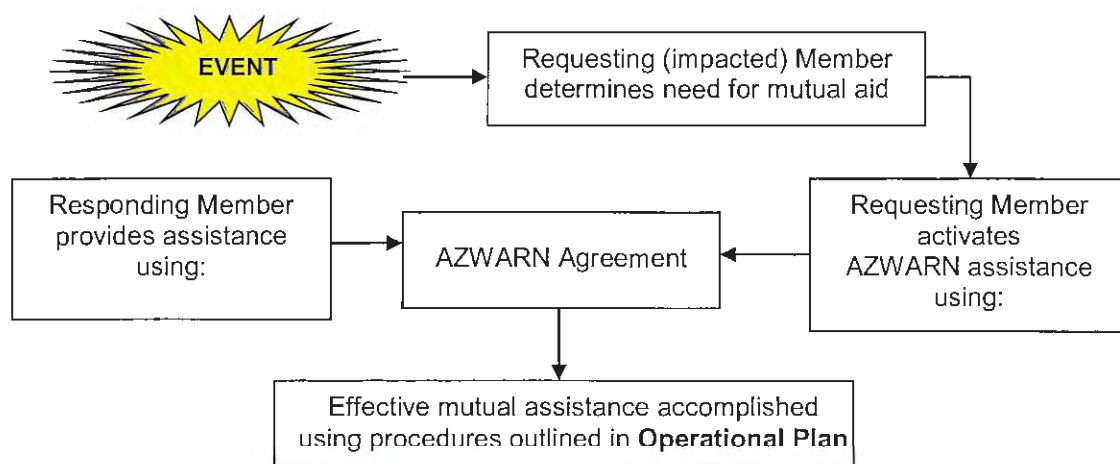 EVENT
Requesting (impacted) Member
determines need for mutual aid
Responding Member
provides assistance
using:
AZWARN Agreement
Requesting Member
activates
AZWARN assistance
using:
Effective mutual assistance accomplished
using procedures outlined in Operational Plan